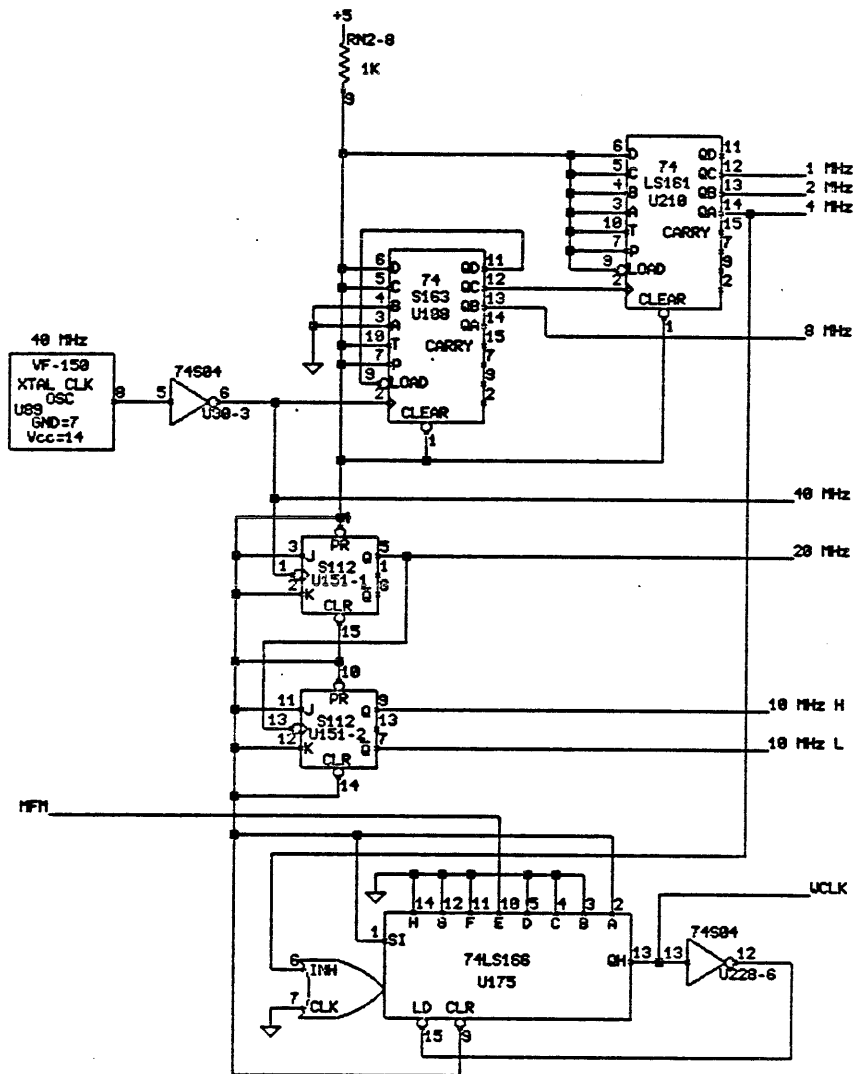 +5
RN2-8
1K
9
6 D QD 11
5 C 74 QC 12 1 MHz
4 B LS161 QB 13 2 MHz
3 A U210 QA 14 4 MHz
10 T CARRY 15
7 P 7
9 LOAD 9
2 CLEAR 2
1
6 D 74 QD 11
5 C S163 QC 12
4 B U108 QB 13
3 A QA 14
10 T CARRY 15
7 P 7
9 LOAD 9
2 CLEAR 2
1
8 MHz
40 MHz
VF-150
XTAL CLK
OSC
U89
GND=7
Vcc=14
8
74S04
5 6
U90-3
40 MHz
4
PR
3 J Q 5 20 MHz
1 S112 1
2 K U151-1 Q 6
CLR
15
10
PR
11 J Q 9 10 MHz H
13 S112 13
12 K U151-2 Q 7 10 MHz L
CLR
14
MFM
WCLK
14 12 11 10 5 4 3 2
H G F E D C B A
1 SI
74LS166
U175
QH 13
74S04
13 12
U228-6
6 INH
7 CLK
LD CLR
15 9